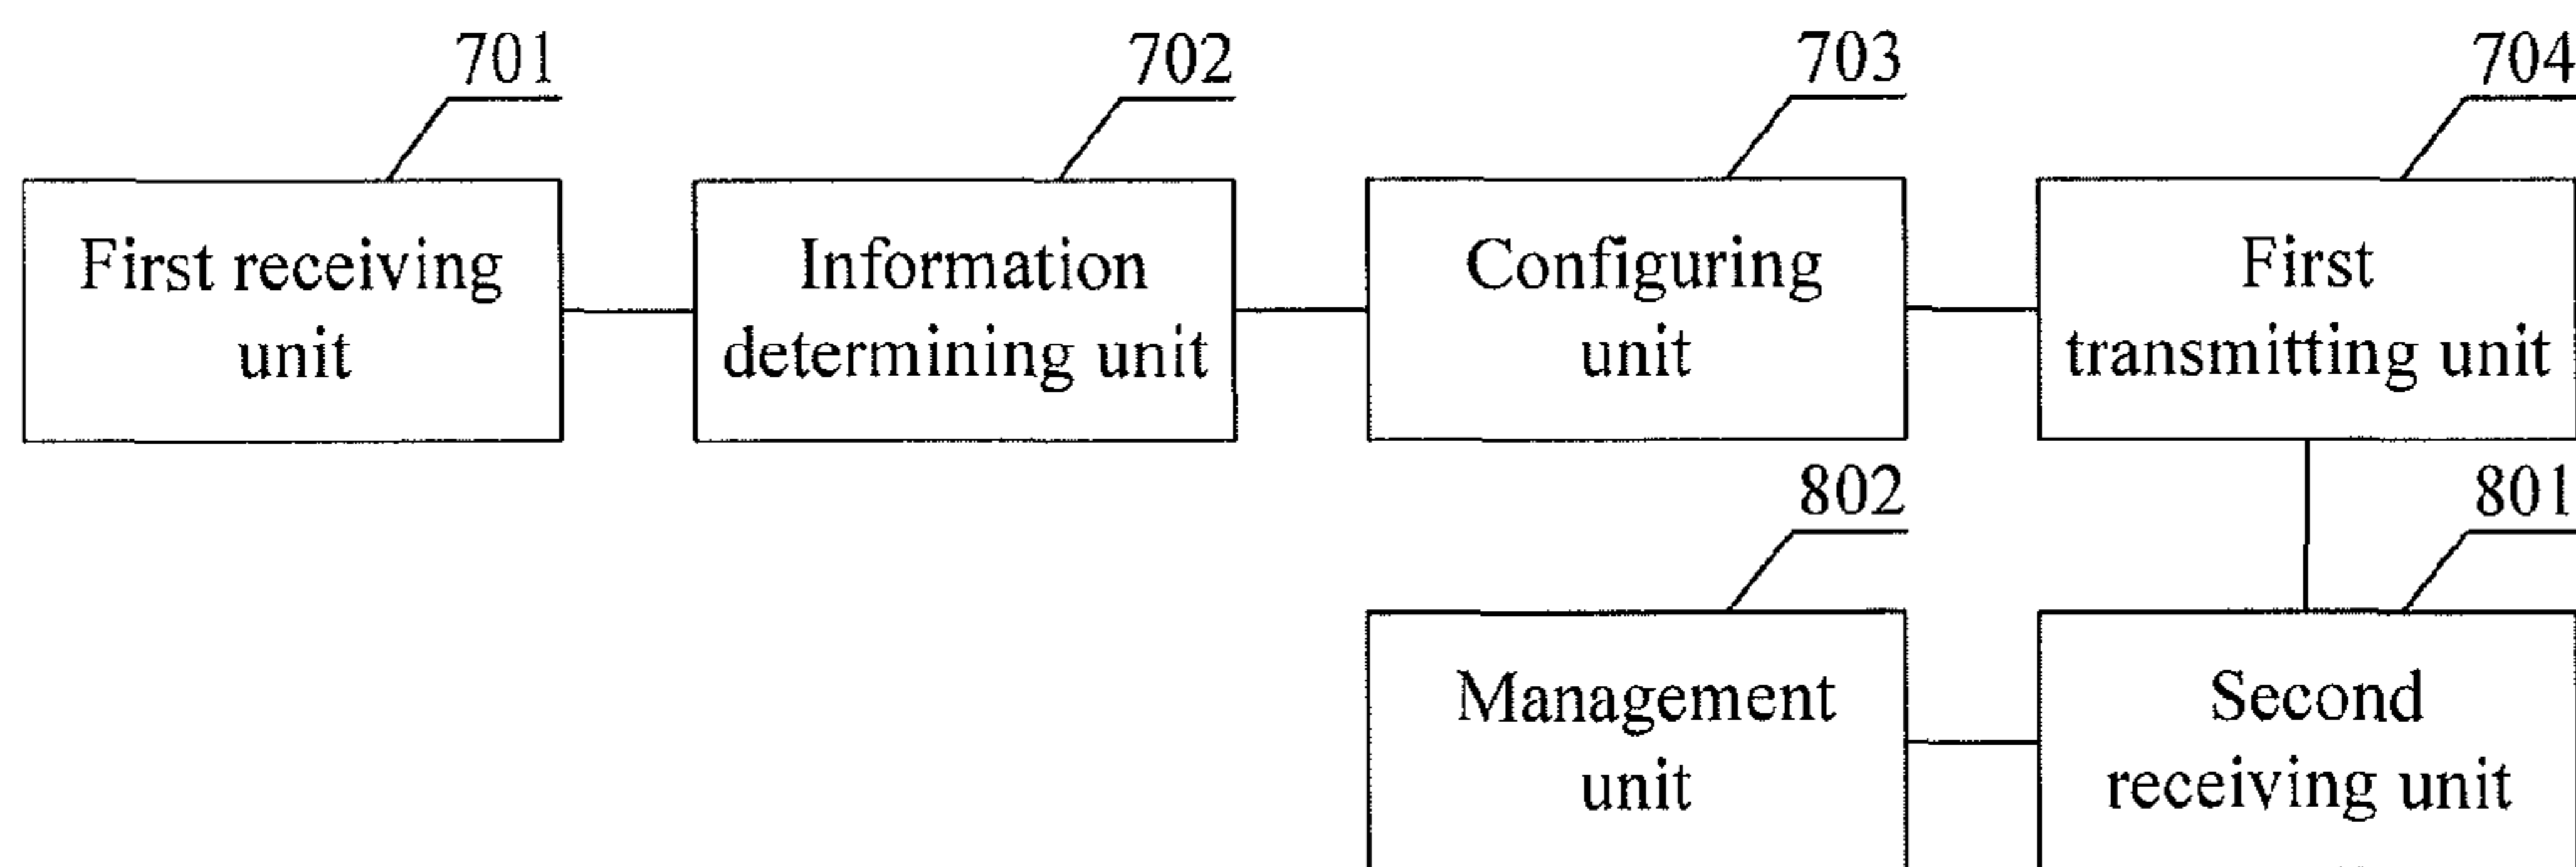 701
702
703
704
First receiving
unit
Information
determining unit
Configuring
unit
First
transmitting unit
802
801
Management
unit
Second
receiving unit